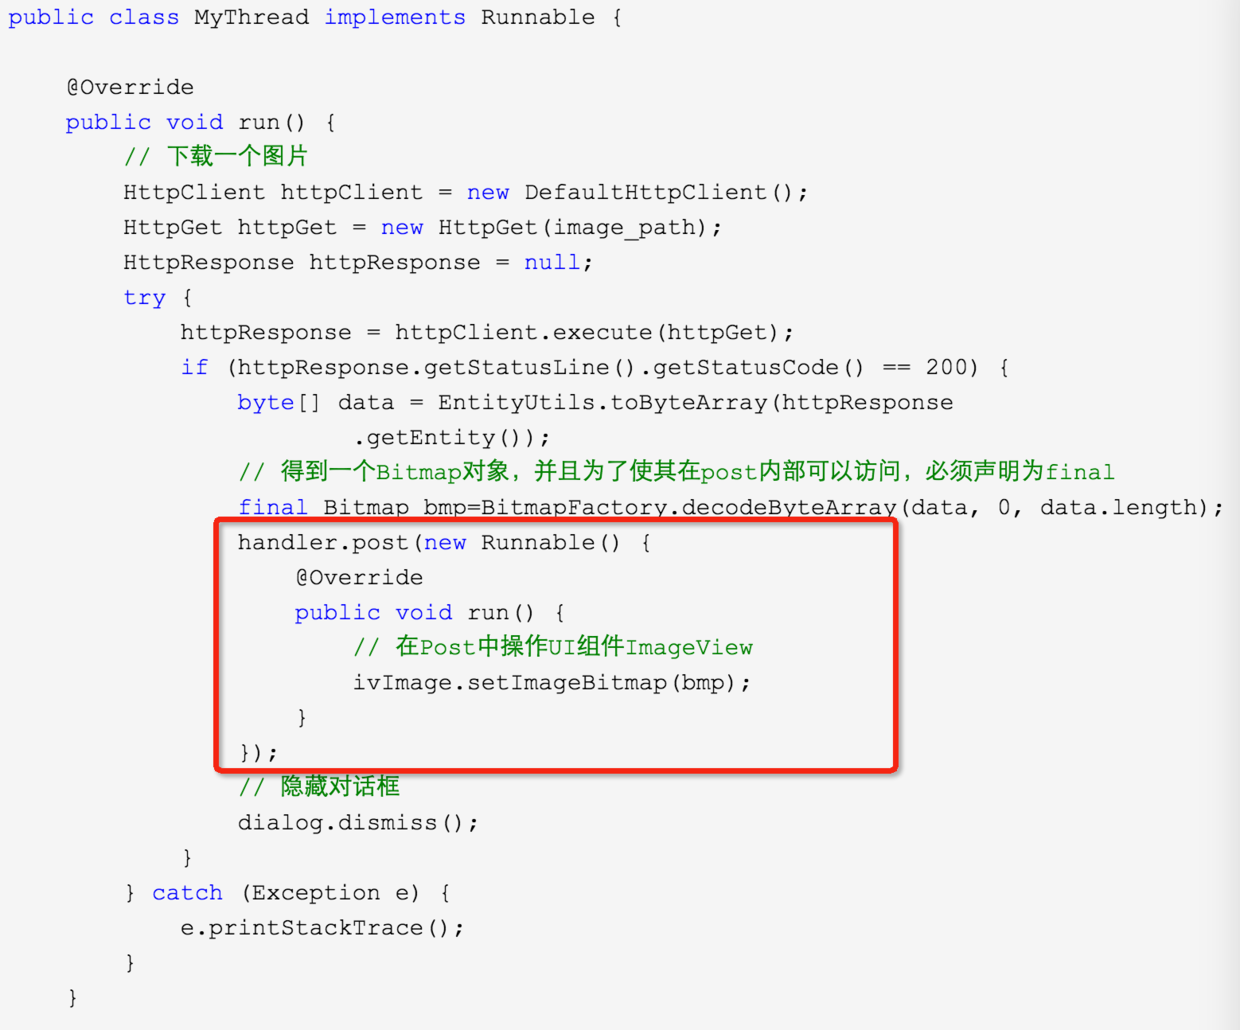 public class MyThread implements Runnable {
@Override
public void run() {
// 下载一个图片
HttpClient httpClient = new DefaultHttpClient();
HttpGet httpGet = new HttpGet(image_path);
HttpResponse httpResponse = null;
try {
httpResponse = httpClient.execute(httpGet);
if (httpResponse.getStatusLine().getStatusCode() == 200) {
byte[] data = EntityUtils.toByteArray(httpResponse
.getEntity());
// 得到一个Bitmap对象，并且为了使其在post内部可以访问，必须声明为final
final Bitmap bmp=BitmapFactory.decodeByteArray(data, 0, data.length);
handler.post(new Runnable() {
@Override
public void run() {
// 在Post中操作UI组件ImageView
ivImage.setImageBitmap(bmp);
}
});
// 隐藏对话框
dialog.dismiss();
}
} catch (Exception e) {
e.printStackTrace();
}
}